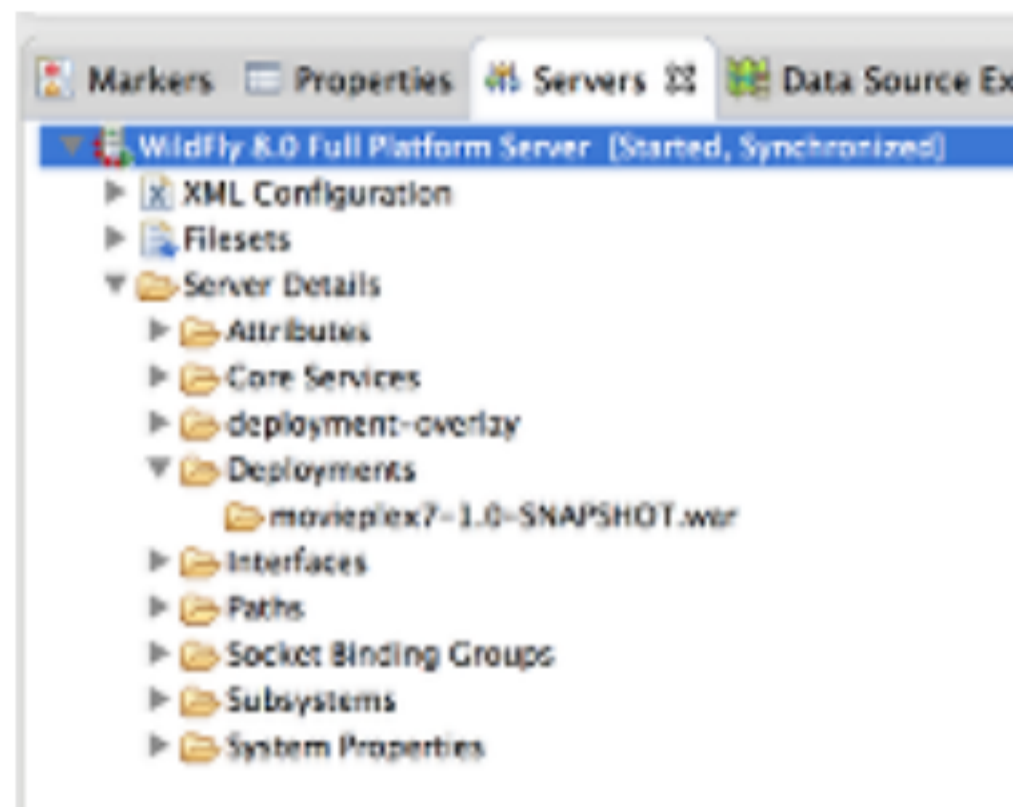 Markers Properties Servers Data Source Ex
WildFly 8.0 Full Platform Server [Started, Synchronized]
XML Configuration
Filesets
Server Details
Attributes
Core Services
deployment-overlay
Deployments
movieplex7-1.0-SNAPSHOT.war
Interfaces
Paths
Socket Binding Groups
Subsystems
System Properties